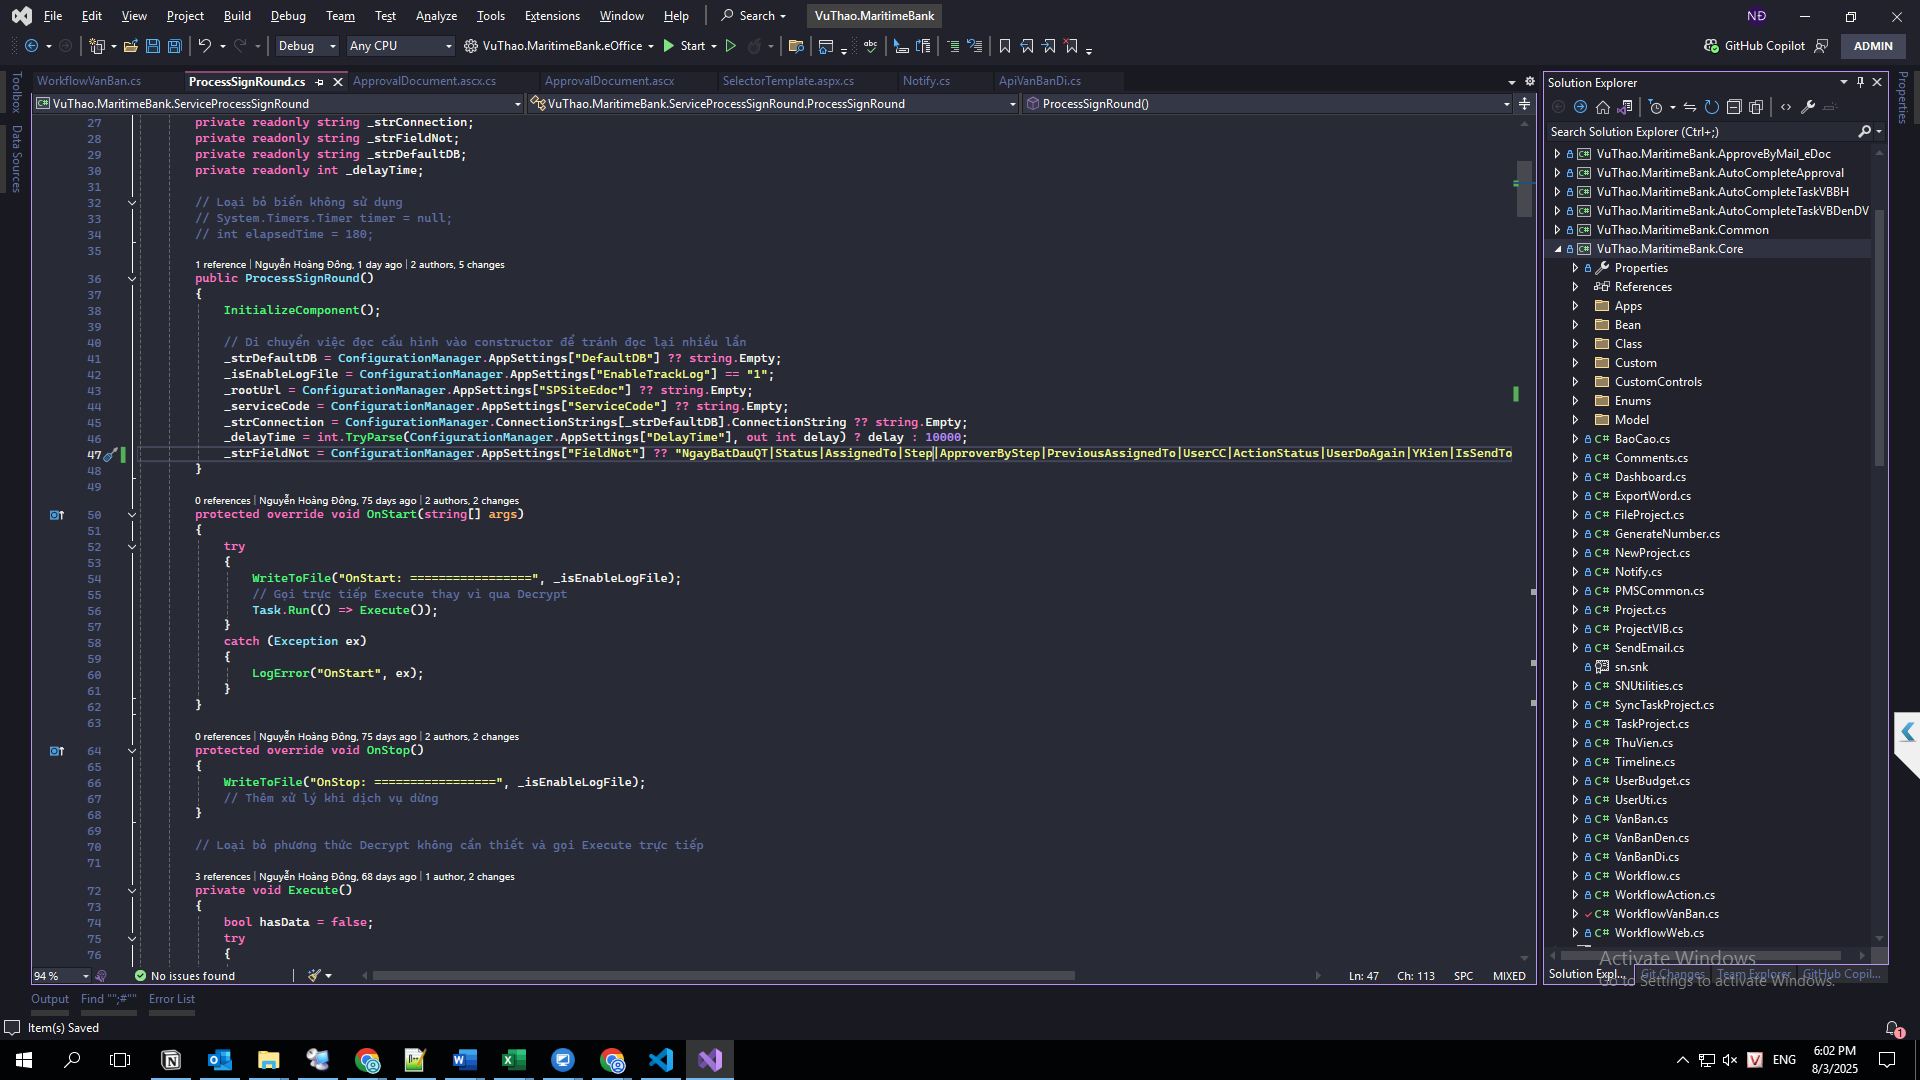 File Edit View Project Build Debug Team Test Analyze Tools Extensions Window Help Search VuThao.MaritimeBank NĐ
Debug Any CPU VuThao.MaritimeBank.eOffice Start GitHub Copilot ADMIN
WorkflowVanBan.cs ProcessSignRound.cs ApprovalDocument.ascx.cs ApprovalDocument.ascx SelectorTemplate.aspx.cs Notify.cs ApiVanBanDi.cs
VuThao.MaritimeBank.ServiceProcessSignRound VuThao.MaritimeBank.ServiceProcessSignRound.ProcessSignRound ProcessSignRound()
Toolbox
Data Sources
27 private readonly string _strConnection;
28 private readonly string _strFieldNot;
29 private readonly string _strDefaultDB;
30 private readonly int _delayTime;
31
32 // Loại bỏ biến không sử dụng
33 // System.Timers.Timer timer = null;
34 // int elapsedTime = 180;
35
1 reference | Nguyễn Hoàng Đông, 1 day ago | 2 authors, 5 changes
36 public ProcessSignRound()
37 {
38 InitializeComponent();
39
40 // Di chuyển việc đọc cấu hình vào constructor để tránh đọc lại nhiều lần
41 _strDefaultDB = ConfigurationManager.AppSettings["DefaultDB"] ?? string.Empty;
42 _isEnableLogFile = ConfigurationManager.AppSettings["EnableTrackLog"] == "1";
43 _rootUrl = ConfigurationManager.AppSettings["SPSiteEdoc"] ?? string.Empty;
44 _serviceCode = ConfigurationManager.AppSettings["ServiceCode"] ?? string.Empty;
45 _strConnection = ConfigurationManager.ConnectionStrings[_strDefaultDB].ConnectionString ?? string.Empty;
46 _delayTime = int.TryParse(ConfigurationManager.AppSettings["DelayTime"], out int delay) ? delay : 10000;
47 _strFieldNot = ConfigurationManager.AppSettings["FieldNot"] ?? "NgayBatDauQT|Status|AssignedTo|Step|ApproverByStep|PreviousAssignedTo|UserCC|ActionStatus|UserDoAgain|YKien|IsSendTo
48 }
49
0 references | Nguyễn Hoàng Đông, 75 days ago | 2 authors, 2 changes
50 protected override void OnStart(string[] args)
51 {
52 try
53 {
54 WriteToFile("OnStart: =================", _isEnableLogFile);
55 // Gọi trực tiếp Execute thay vì qua Decrypt
56 Task.Run(() => Execute());
57 }
58 catch (Exception ex)
59 {
60 LogError("OnStart", ex);
61 }
62 }
63
0 references | Nguyễn Hoàng Đông, 75 days ago | 2 authors, 2 changes
64 protected override void OnStop()
65 {
66 WriteToFile("OnStop: =================", _isEnableLogFile);
67 // Thêm xử lý khi dịch vụ dừng
68 }
69
70 // Loại bỏ phương thức Decrypt không cần thiết và gọi Execute trực tiếp
71
3 references | Nguyễn Hoàng Đông, 68 days ago | 1 author, 2 changes
72 private void Execute()
73 {
74 bool hasData = false;
75 try
76 {
94 % No issues found Ln: 47 Ch: 113 SPC MIXED
Output Find "";#"" Error List
Item(s) Saved
Solution Explorer
Search Solution Explorer (Ctrl+;)
VuThao.MaritimeBank.ApproveByMail_eDoc
VuThao.MaritimeBank.AutoCompleteApproval
VuThao.MaritimeBank.AutoCompleteTaskVBBH
VuThao.MaritimeBank.AutoCompleteTaskVBDenDV
VuThao.MaritimeBank.Common
VuThao.MaritimeBank.Core
Properties
References
Apps
Bean
Class
Custom
CustomControls
Enums
Model
BaoCao.cs
Comments.cs
Dashboard.cs
ExportWord.cs
FileProject.cs
GenerateNumber.cs
NewProject.cs
Notify.cs
PMSCommon.cs
Project.cs
ProjectVIB.cs
SendEmail.cs
sn.snk
SNUtilities.cs
SyncTaskProject.cs
TaskProject.cs
ThuVien.cs
Timeline.cs
UserBudget.cs
UserUti.cs
VanBan.cs
VanBanDen.cs
VanBanDi.cs
Workflow.cs
WorkflowAction.cs
WorkflowVanBan.cs
WorkflowWeb.cs
Solution Expl... Git Changes Team Explorer GitHub Copil...
Activate Windows
Go to Settings to activate Windows.
Properties
1
ENG
6:02 PM
8/3/2025